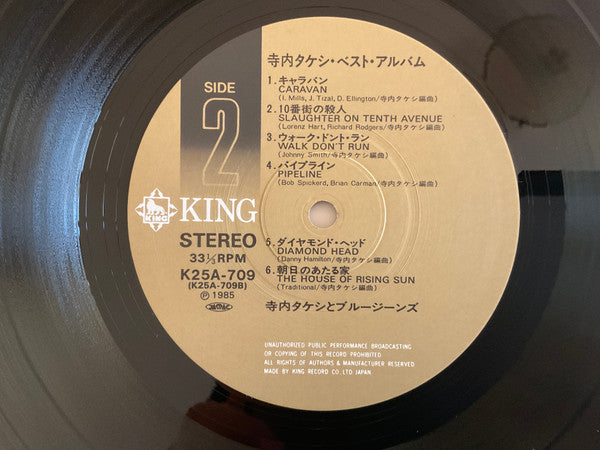 寺内タケシ・ベスト・アルバム
SIDE
2
1. キャラバン
CARAVAN
(I. Mills, J. Tizal, D. Ellington/寺内タケシ編曲)
2. 10番街の殺人
SLAUGHTER ON TENTH AVENUE
(Lorenz Hart, Richard Rodgers/寺内タケシ編曲)
3. ウォーク・ドント・ラン
WALK DON'T RUN
(Johnny Smith/寺内タケシ編曲)
4. パイプライン
PIPELINE
(Bob Spickerd, Brian Carman/寺内タケシ編曲)
KING
KING
STEREO
33⅓RPM
K25A-709
(K25A-709B)
Ⓟ 1985
JASRAC
5. ダイヤモンド・ヘッド
DIAMOND HEAD
(Danny Hamilton/寺内タケシ編曲)
6. 朝日のあたる家
THE HOUSE OF RISING SUN
(Traditional/寺内タケシ編曲)
寺内タケシとブルージーンズ
UNAUTHORIZED PUBLIC PERFORMANCE BROADCASTING
OR COPYING OF THIS RECORD PROHIBITED
ALL RIGHTS OF AUTHORS & MANUFACTURER RESERVED
MADE BY KING RECORD CO.,LTD. JAPAN